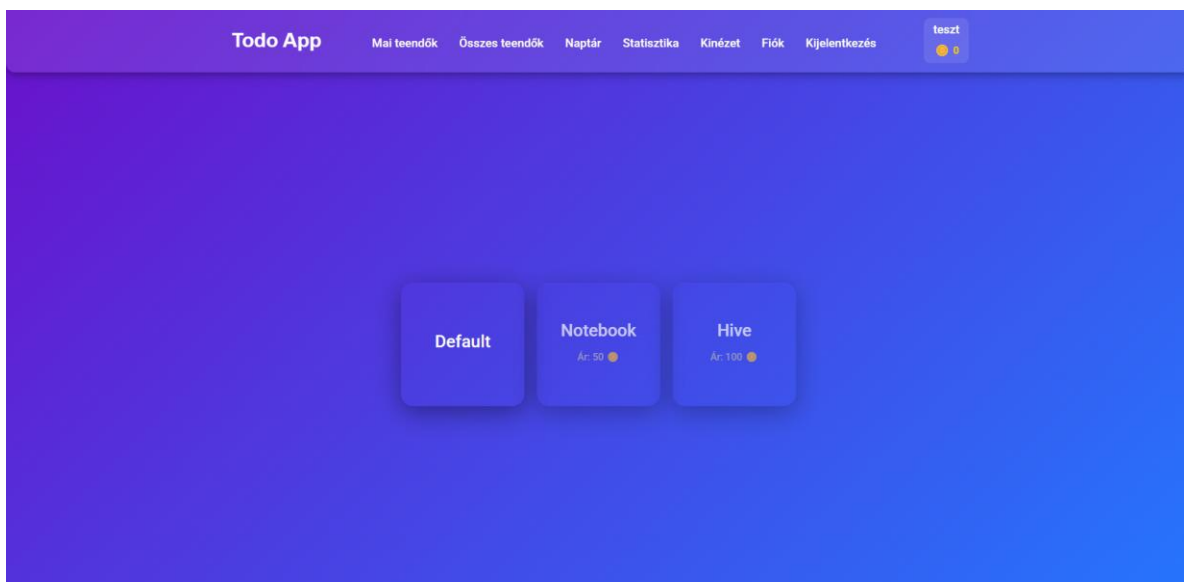 Todo App
Mai teendők Összes teendők Naptár Statisztika Kinézet Fiók Kijelentkezés
teszt
0
Default
Notebook
Ár: 50
Hive
Ár: 100